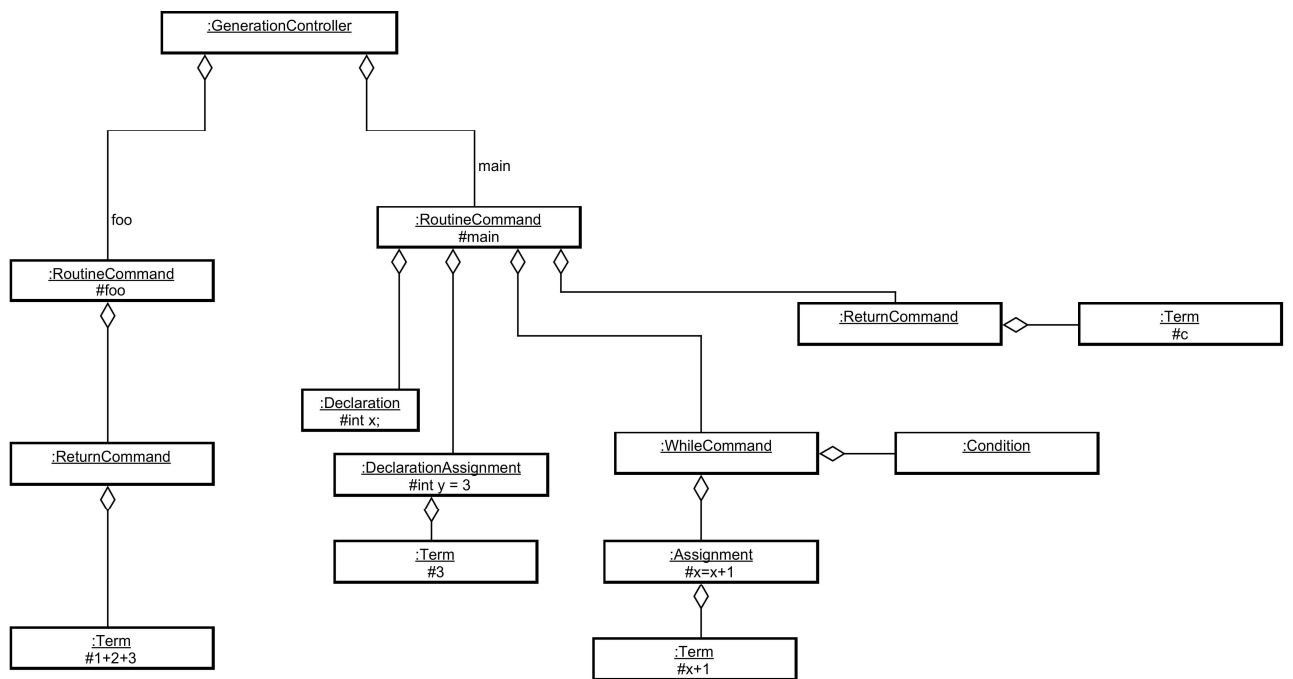 :GenerationController
main
foo
:RoutineCommand
#main
:RoutineCommand
#foo
:ReturnCommand
:Term
#c
:Declaration
#int x;
:WhileCommand
:Condition
:ReturnCommand
:DeclarationAssignment
#int y = 3
:Term
#3
:Assignment
#x=x+1
:Term
#1+2+3
:Term
#x+1